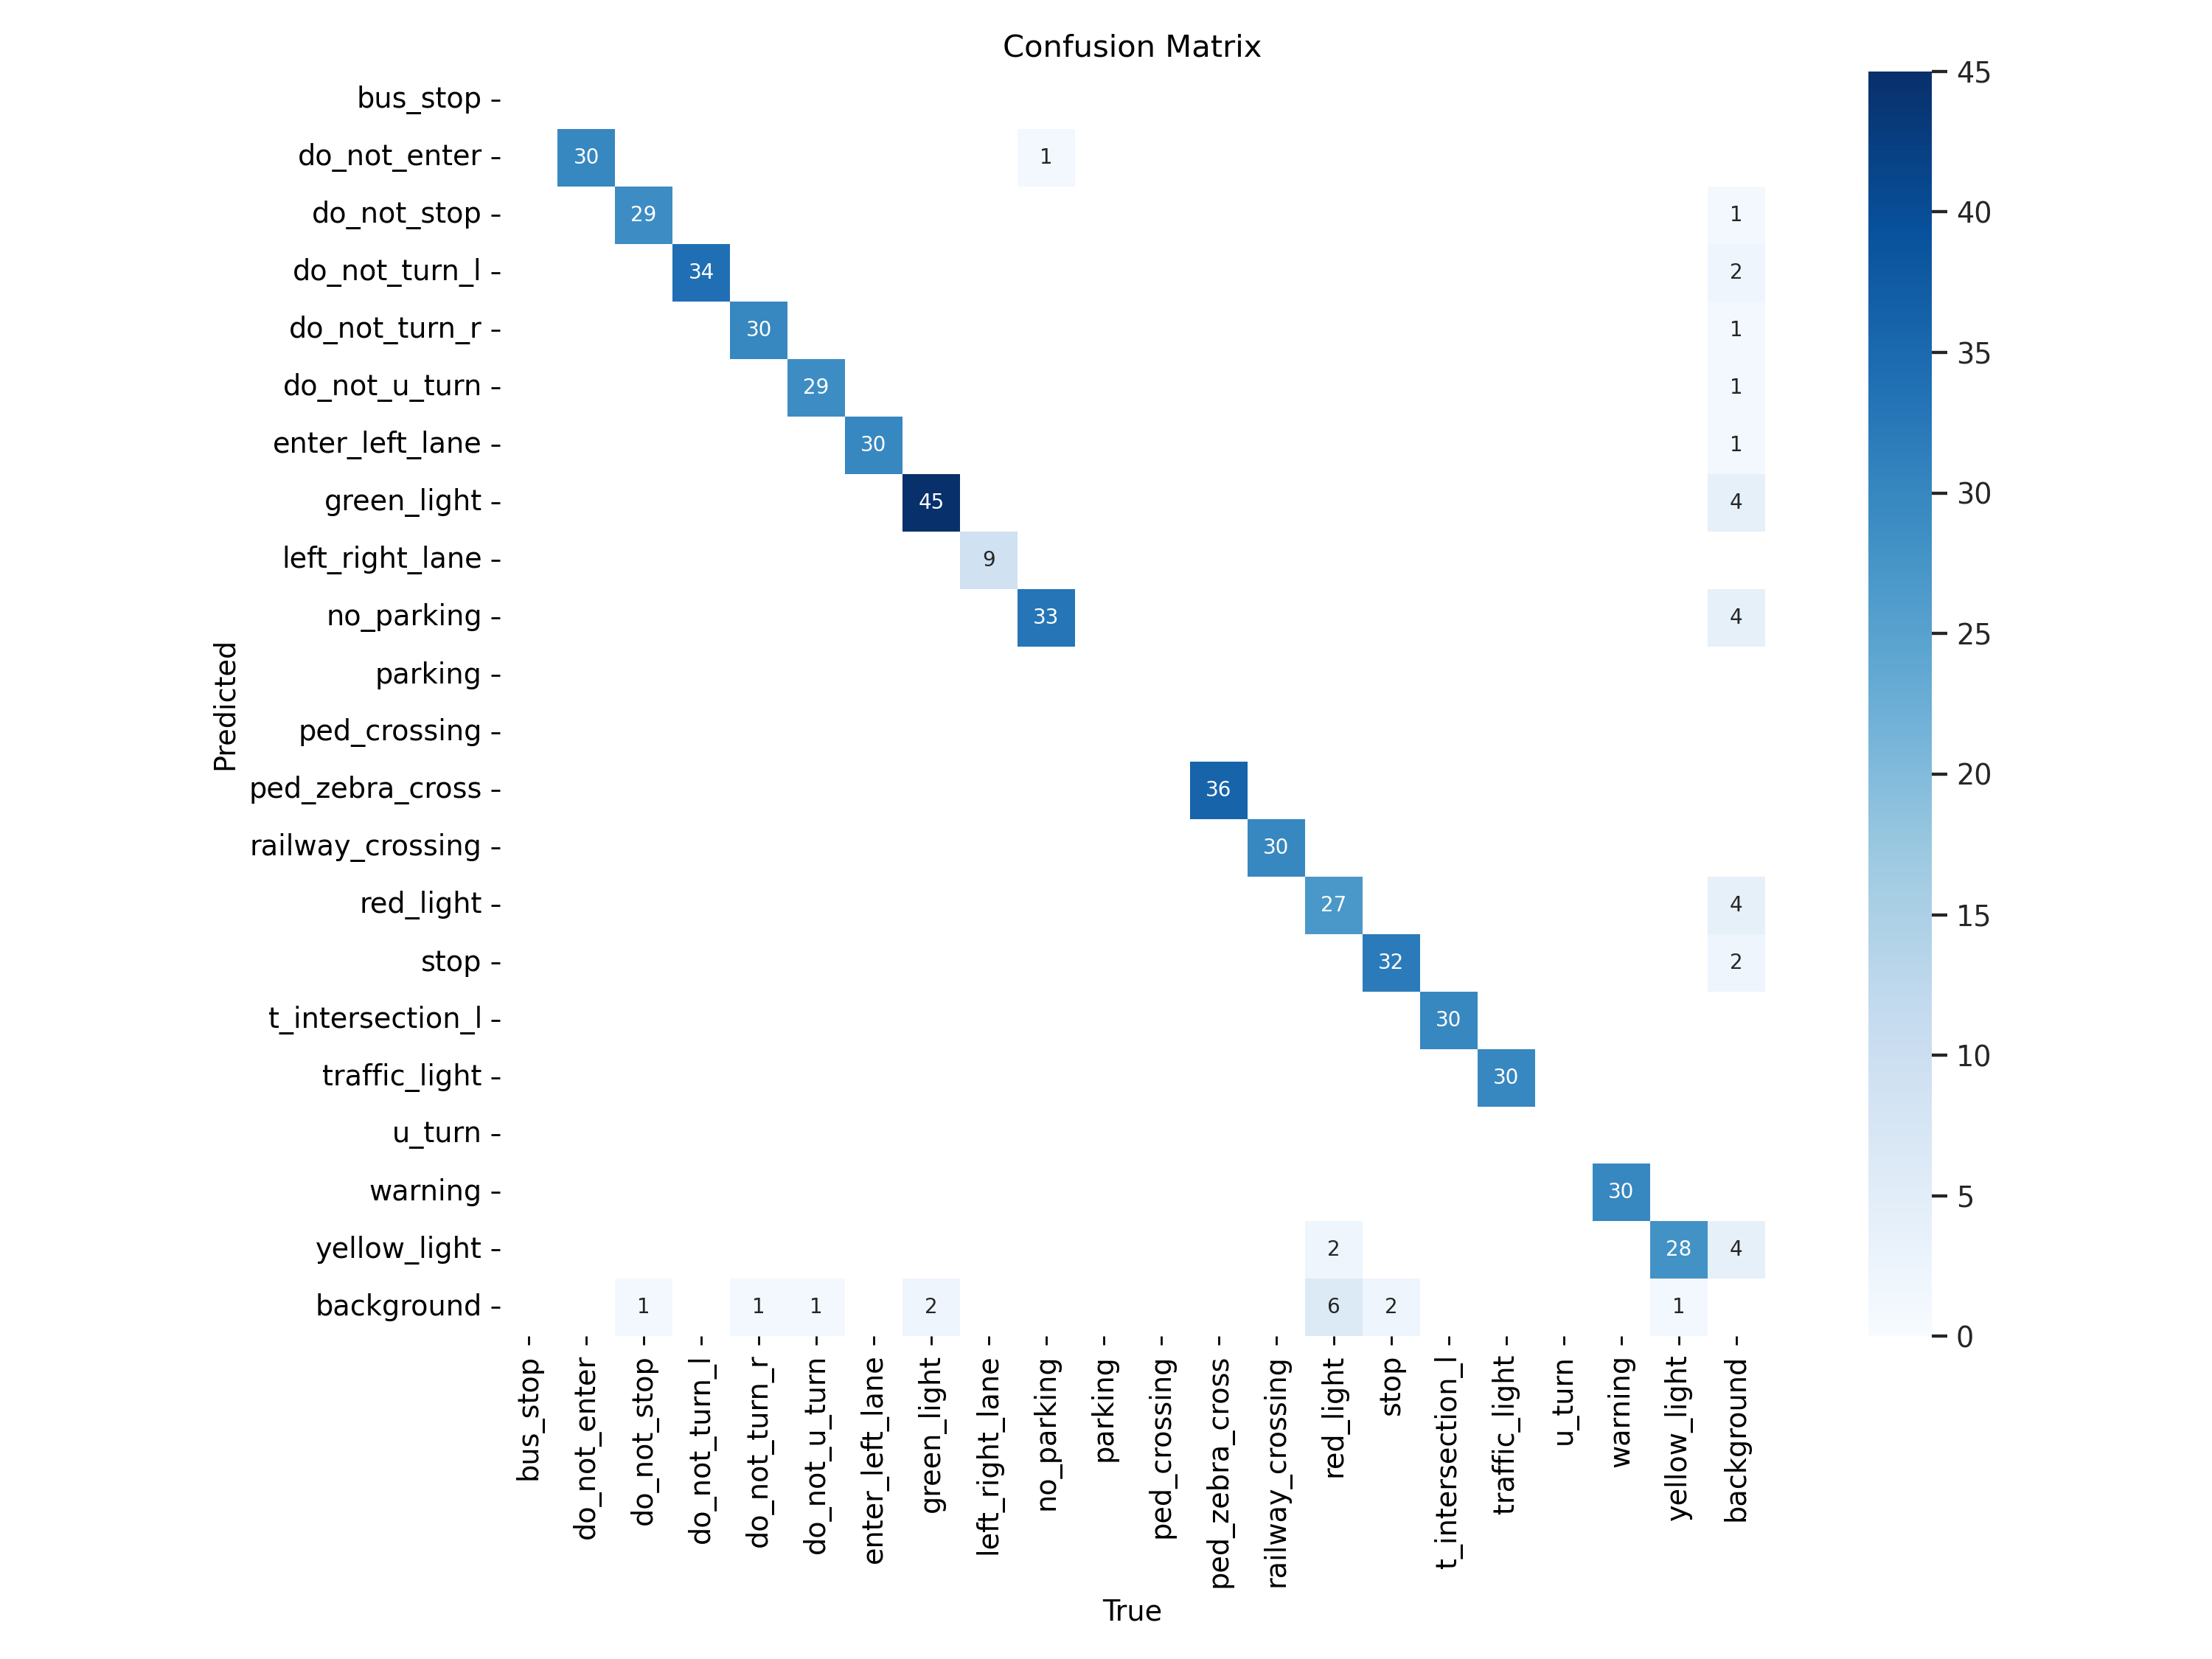 Confusion Matrix
Predicted
bus_stop
do_not_enter 30 1
do_not_stop 29 1
do_not_turn_l 34 2
do_not_turn_r 30 1
do_not_u_turn 29 1
enter_left_lane 30 1
green_light 45 4
left_right_lane 9
no_parking 33 4
parking
ped_crossing
ped_zebra_cross 36
railway_crossing 30
red_light 27 4
stop 32 2
t_intersection_l 30
traffic_light 30
u_turn
warning 30
yellow_light 2 28 4
background 1 1 1 2 6 2 1
bus_stop
do_not_enter
do_not_stop
do_not_turn_l
do_not_turn_r
do_not_u_turn
enter_left_lane
green_light
left_right_lane
no_parking
parking
ped_crossing
ped_zebra_cross
railway_crossing
red_light
stop
t_intersection_l
traffic_light
u_turn
warning
yellow_light
background
True
45
40
35
30
25
20
15
10
5
0